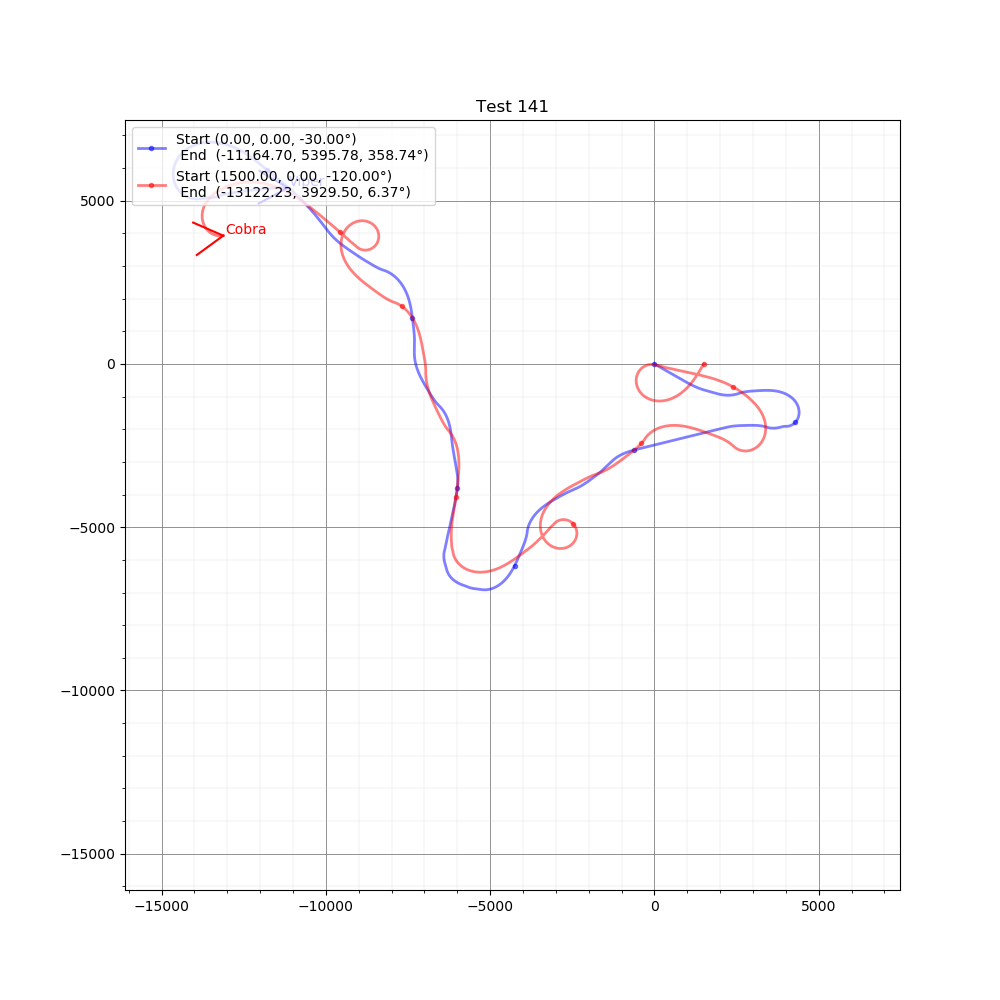 Test 141
Start (0.00, 0.00, -30.00°)
End (-11164.70, 5395.78, 358.74°)
Start (1500.00, 0.00, -120.00°)
End (-13122.23, 3929.50, 6.37°)
Cobra
5000
0
−5000
−10000
−15000
−15000
−10000
−5000
0
5000